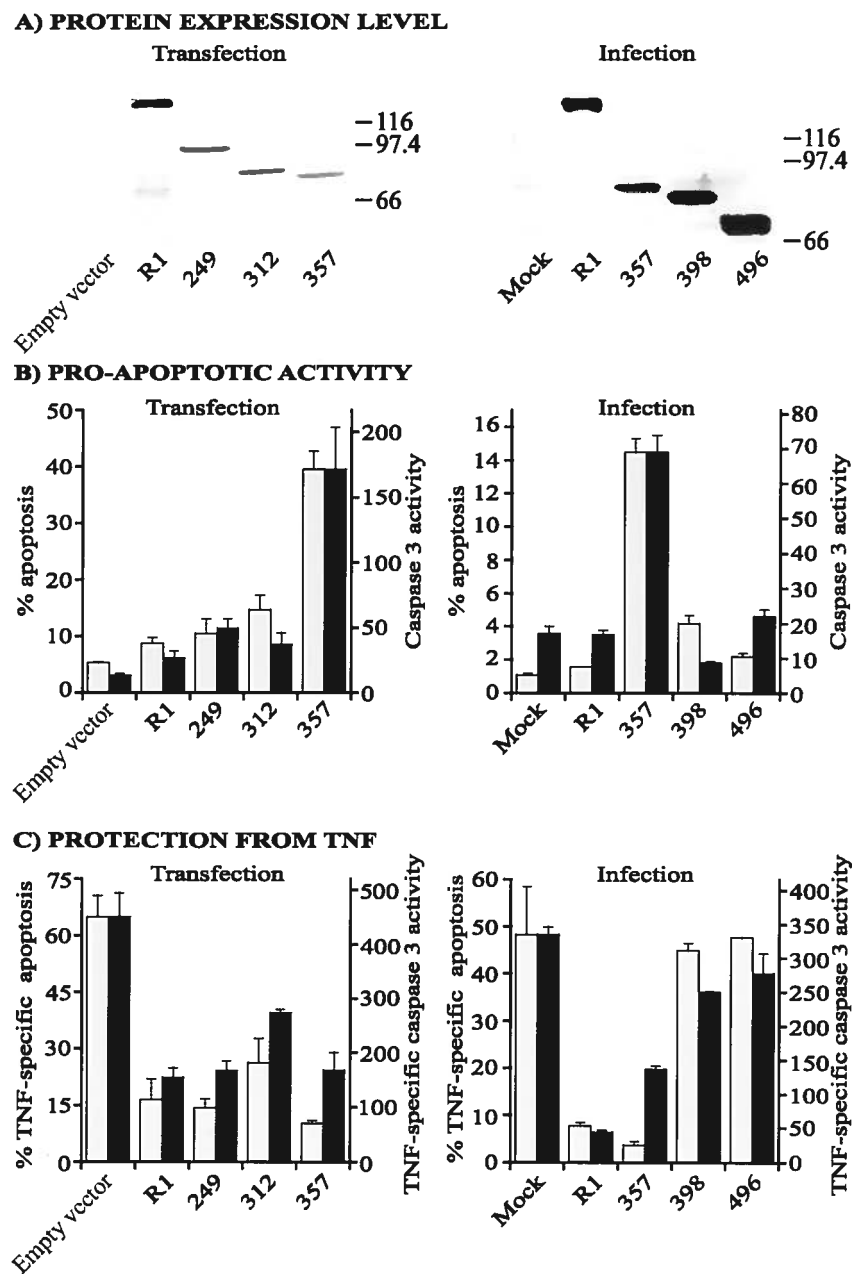 A) PROTEIN EXPRESSION LEVEL
Transfection
Infection
–116
–97.4
–66
–116
–97.4
–66
Empty vcctor
R1
249
312
357
Mock
R1
357
398
496
B) PRO-APOPTOTIC ACTIVITY
Transfection
Infection
% apoptosis
50
40
30
20
10
0
200
150
100
50
0
Caspase 3 activity
% apoptosis
16
14
12
10
8
6
4
2
0
80
70
60
50
40
30
20
10
0
Caspase 3 activity
Empty vcctor
R1
249
312
357
Mock
R1
357
398
496
C) PROTECTION FROM TNF
Transfection
Infection
% TNF-specific apoptosis
75
60
45
30
15
0
500
400
300
200
100
0
TNF-specific caspase 3 activity
% TNF-specific apoptosis
60
50
40
30
20
10
0
400
350
300
250
200
150
100
50
0
TNF-specific caspase 3 activity
Empty vcctor
R1
249
312
357
Mock
R1
357
398
496